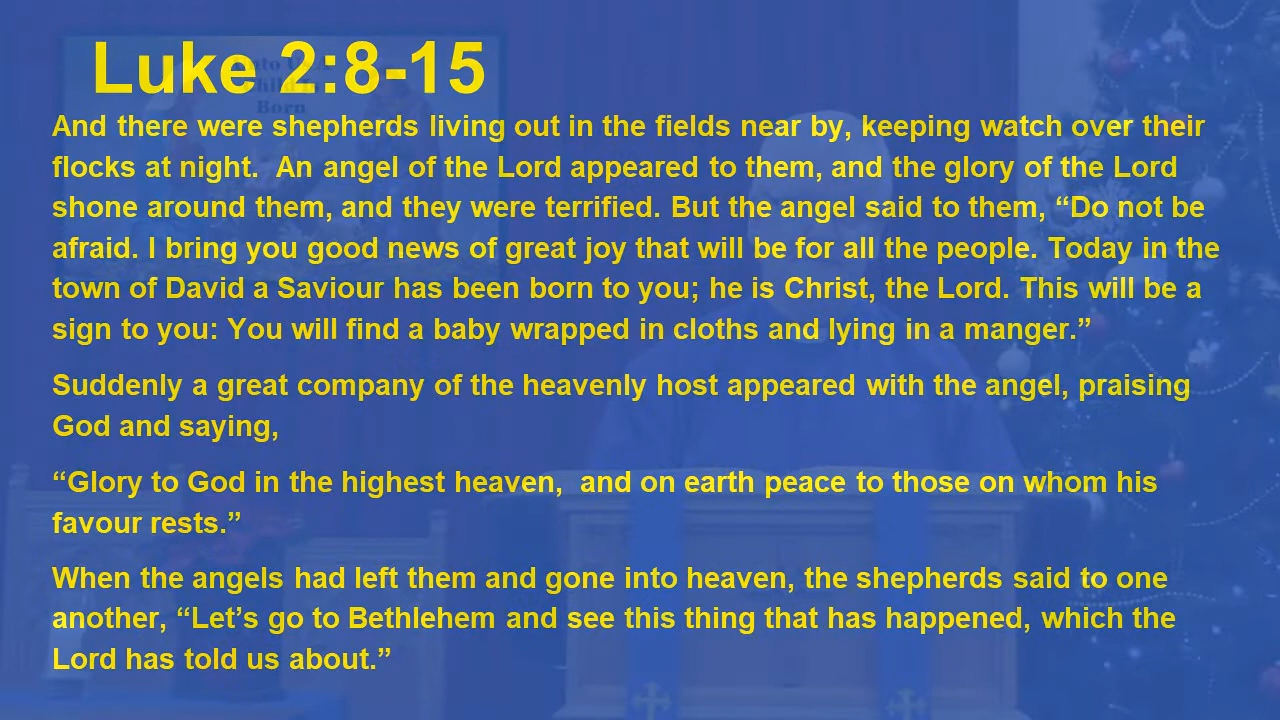 Luke 2:8-15
Unto Us a
Child Is
Born
And there were shepherds living out in the fields near by, keeping watch over their
flocks at night.  An angel of the Lord appeared to them, and the glory of the Lord
shone around them, and they were terrified. But the angel said to them, “Do not be
afraid. I bring you good news of great joy that will be for all the people. Today in the
town of David a Saviour has been born to you; he is Christ, the Lord. This will be a
sign to you: You will find a baby wrapped in cloths and lying in a manger.”
Suddenly a great company of the heavenly host appeared with the angel, praising
God and saying,
“Glory to God in the highest heaven,  and on earth peace to those on whom his
favour rests.”
When the angels had left them and gone into heaven, the shepherds said to one
another, “Let’s go to Bethlehem and see this thing that has happened, which the
Lord has told us about.”